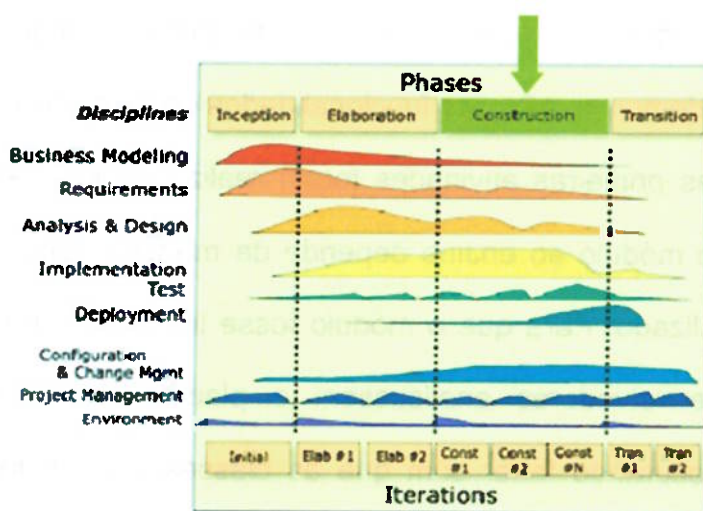 Phases
Disciplines
Inception Elaboration Construction Transition
Business Modeling
Requirements
Analysis & Design
Implementation
Test
Deployment
Configuration
& Change Mgmt
Project Management
Environment
Initial Elab #1 Elab #2 Const #1 Const #2 Const #N Tran #1 Tran #2
Iterations